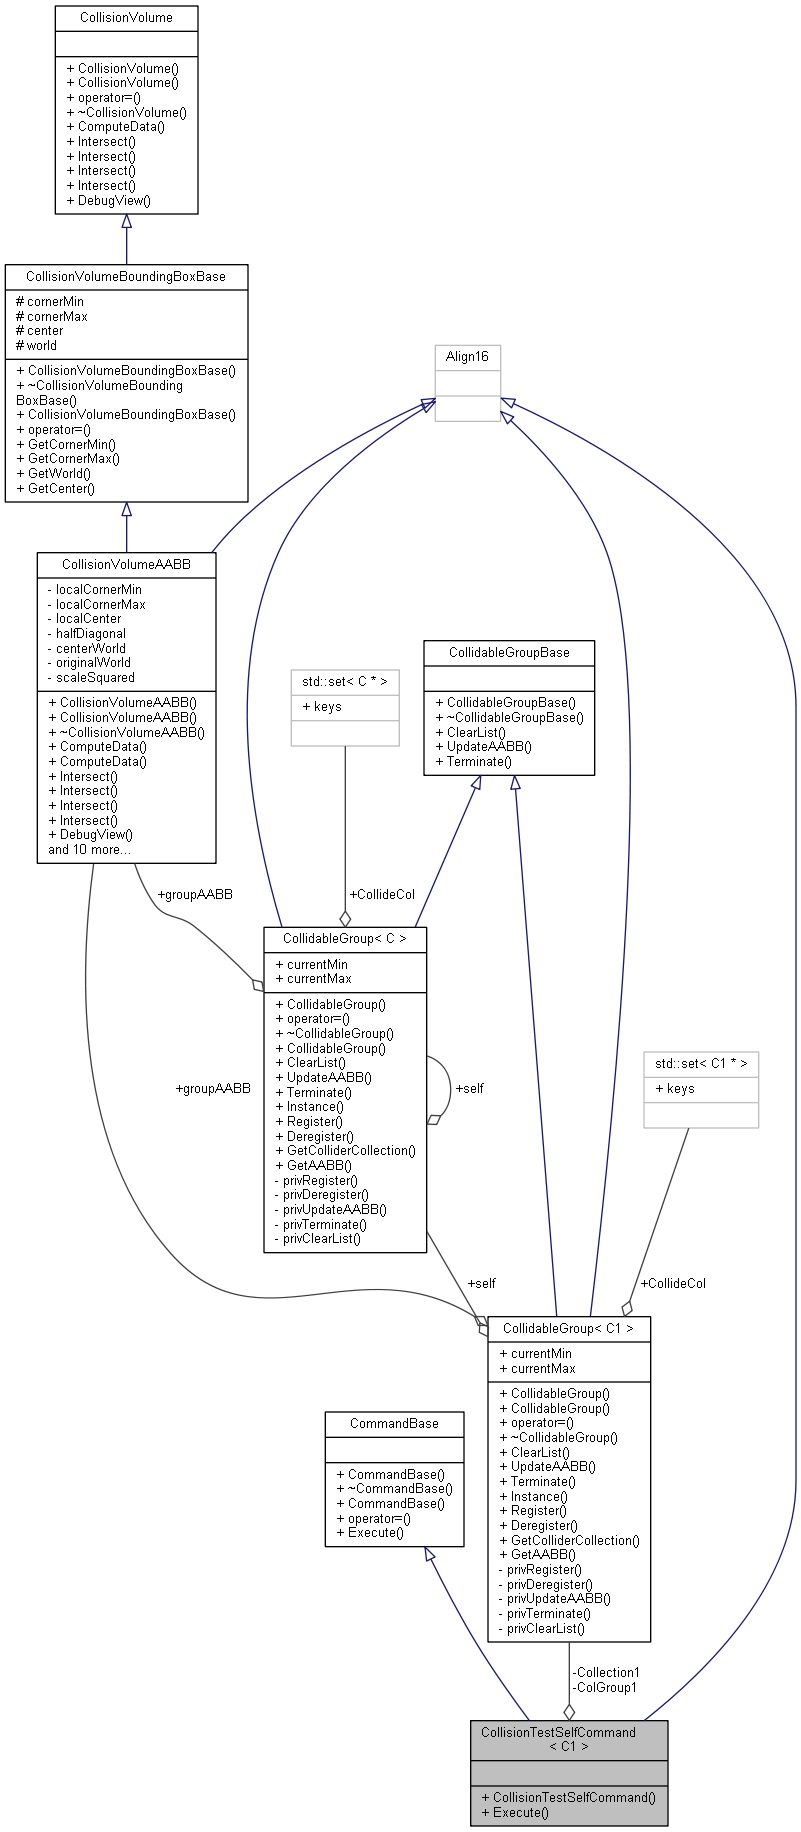 CollisionVolume
+ CollisionVolume()
+ CollisionVolume()
+ operator=()
+ ~CollisionVolume()
+ ComputeData()
+ Intersect()
+ Intersect()
+ Intersect()
+ Intersect()
+ DebugView()
CollisionVolumeBoundingBoxBase
# cornerMin
# cornerMax
# center
# world
+ CollisionVolumeBoundingBoxBase()
+ ~CollisionVolumeBounding
BoxBase()
+ CollisionVolumeBoundingBoxBase()
+ operator=()
+ GetCornerMin()
+ GetCornerMax()
+ GetWorld()
+ GetCenter()
Align16
CollisionVolumeAABB
- localCornerMin
- localCornerMax
- localCenter
- halfDiagonal
- centerWorld
- originalWorld
- scaleSquared
+ CollisionVolumeAABB()
+ CollisionVolumeAABB()
+ ~CollisionVolumeAABB()
+ ComputeData()
+ ComputeData()
+ Intersect()
+ Intersect()
+ Intersect()
+ Intersect()
+ DebugView()
and 10 more...
std::set< C * >
+ keys
CollidableGroupBase
+ CollidableGroupBase()
+ ~CollidableGroupBase()
+ ClearList()
+ UpdateAABB()
+ Terminate()
+groupAABB
+CollideCol
CollidableGroup< C >
+ currentMin
+ currentMax
+ CollidableGroup()
+ operator=()
+ ~CollidableGroup()
+ CollidableGroup()
+ ClearList()
+ UpdateAABB()
+ Terminate()
+ Instance()
+ Register()
+ Deregister()
+ GetColliderCollection()
+ GetAABB()
- privRegister()
- privDeregister()
- privUpdateAABB()
- privTerminate()
- privClearList()
+groupAABB
+self
std::set< C1 * >
+ keys
+self
+CollideCol
CollidableGroup< C1 >
+ currentMin
+ currentMax
+ CollidableGroup()
+ CollidableGroup()
+ operator=()
+ ~CollidableGroup()
+ ClearList()
+ UpdateAABB()
+ Terminate()
+ Instance()
+ Register()
+ Deregister()
+ GetColliderCollection()
+ GetAABB()
- privRegister()
- privDeregister()
- privUpdateAABB()
- privTerminate()
- privClearList()
CommandBase
+ CommandBase()
+ ~CommandBase()
+ CommandBase()
+ operator=()
+ Execute()
-Collection1
-ColGroup1
CollisionTestSelfCommand
< C1 >
+ CollisionTestSelfCommand()
+ Execute()